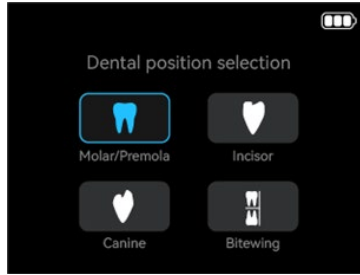 Dental position selection
Molar/Premola
Incisor
Canine
Bitewing